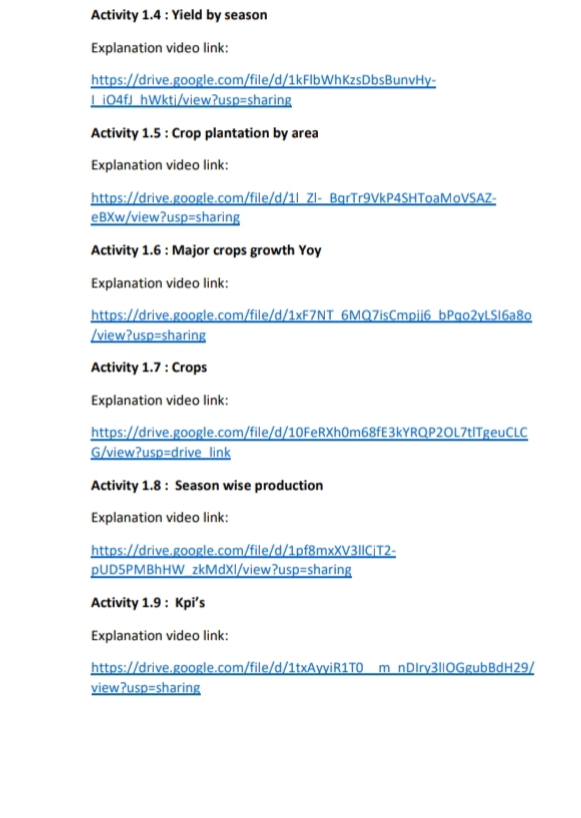 Activity 1.4 : Yield by season
Explanation video link:
https://drive.google.com/file/d/1kFlbWhKzsDbsBunvHy-
I_iO4fJ_hWkti/view?usp=sharing
Activity 1.5 : Crop plantation by area
Explanation video link:
https://drive.google.com/file/d/1l_Zl-_BqrTr9VkP4SHToaMoVSAZ-
eBXw/view?usp=sharing
Activity 1.6 : Major crops growth Yoy
Explanation video link:
https://drive.google.com/file/d/1xF7NT_6MQ7isCmpjj6_bPqo2yLSI6a8o
/view?usp=sharing
Activity 1.7 : Crops
Explanation video link:
https://drive.google.com/file/d/10FeRXh0m68fE3kYRQP2OL7tlTgeuCLC
G/view?usp=drive_link
Activity 1.8 : Season wise production
Explanation video link:
https://drive.google.com/file/d/1pf8mxXV3llCjT2-
pUD5PMBhHW_zkMdXl/view?usp=sharing
Activity 1.9 : Kpi's
Explanation video link:
https://drive.google.com/file/d/1txAyyiR1T0__m_nDIry3lIOGgubBdH29/
view?usp=sharing